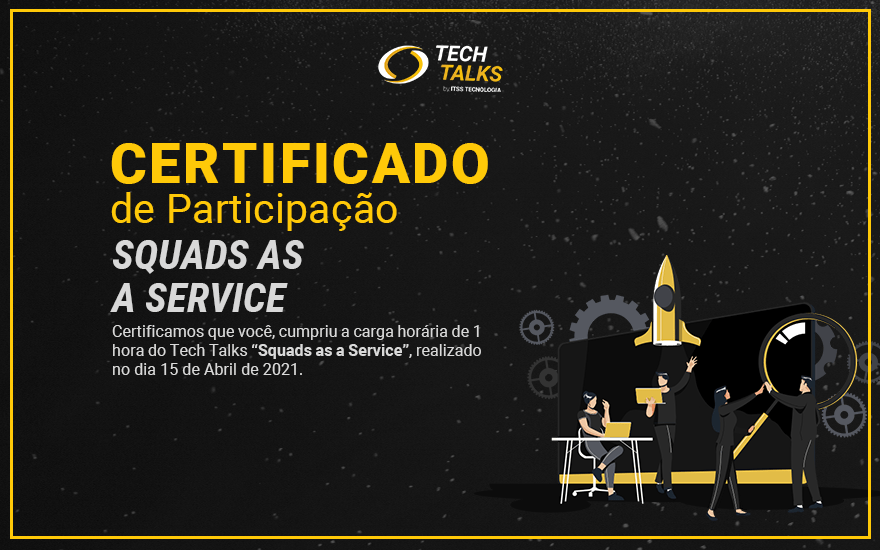 TECH
TALKS
by ITSS TECNOLOGIA
CERTIFICADO
de Participação
SQUADS AS
A SERVICE
Certificamos que você, cumpriu a carga horária de 1
hora do Tech Talks “Squads as a Service”, realizado
no dia 15 de Abril de 2021.